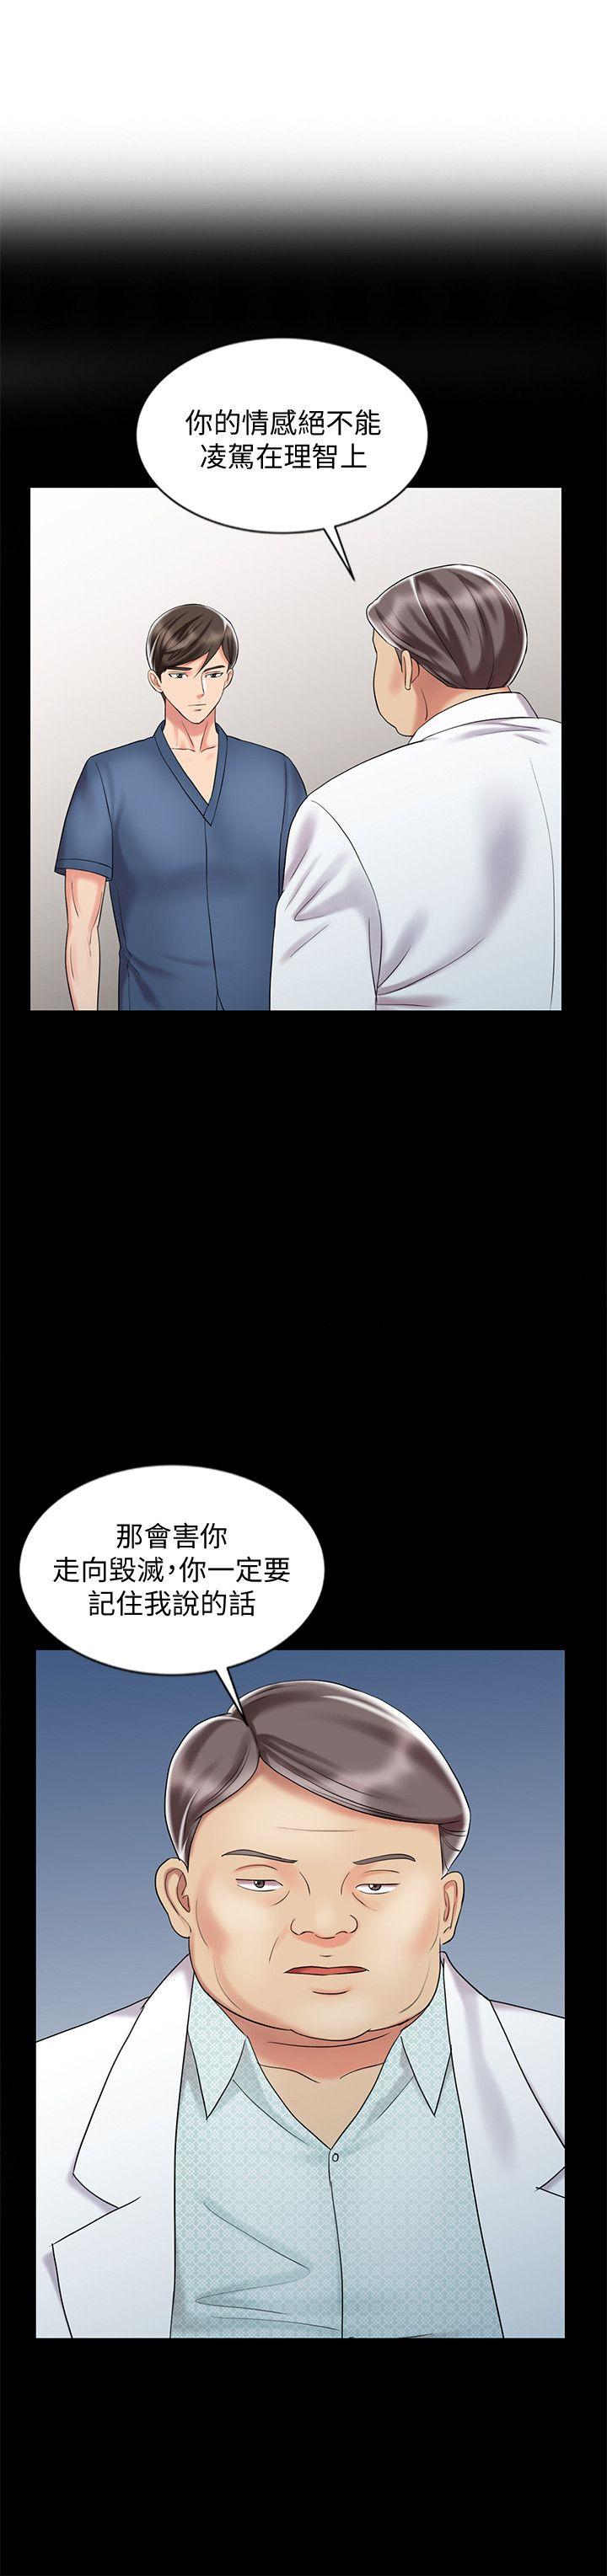 你的情感絕不能
凌駕在理智上
那會害你
走向毀滅,你一定要
記住我說的話